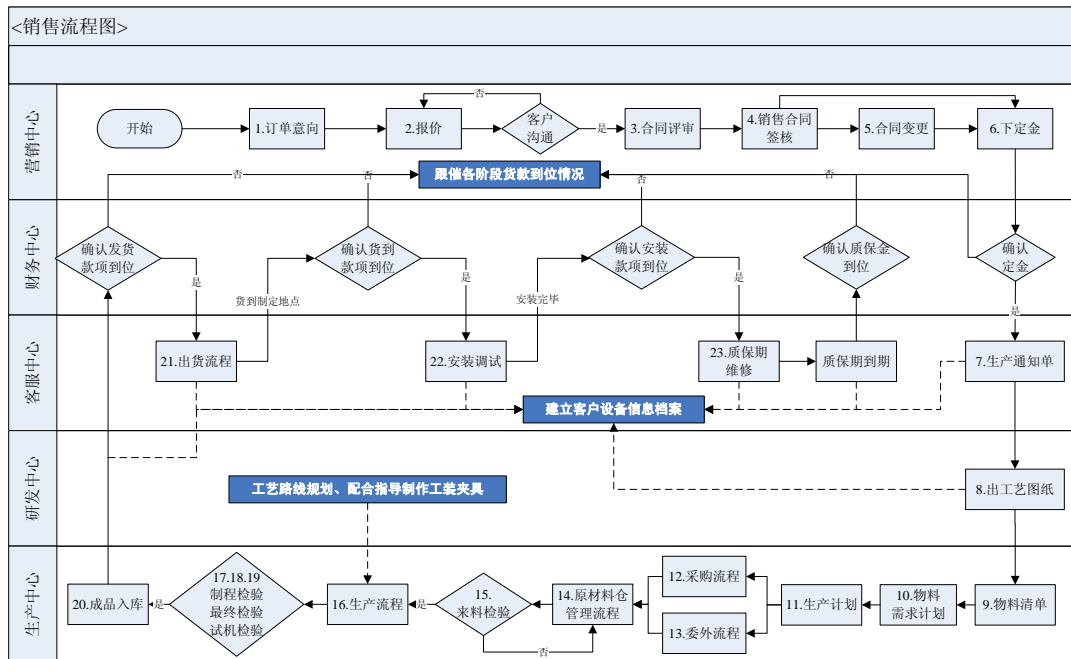 <销售流程图>
营销中心
开始
1.订单意向
2.报价
否
客户
沟通
是
3.合同评审
4.销售合同
签核
5.合同变更
6.下定金
跟催各阶段货款到位情况
否
否
否
否
财务中心
确认发货
款项到位
是
货到制定地点
确认货到
款项到位
是
安装完毕
确认安装
款项到位
是
确认质保金
到位
确认
定金
是
客服中心
21.出货流程
22.安装调试
23.质保期
维修
质保期到期
7.生产通知单
建立客户设备信息档案
研发中心
工艺路线规划、配合指导制作工装夹具
8.出工艺图纸
生产中心
20.成品入库
是
17.18.19
制程检验
最终检验
试机检验
16.生产流程
是
15.
来料检验
否
14.原材料仓
管理流程
12.采购流程
13.委外流程
11.生产计划
10.物料
需求计划
9.物料清单